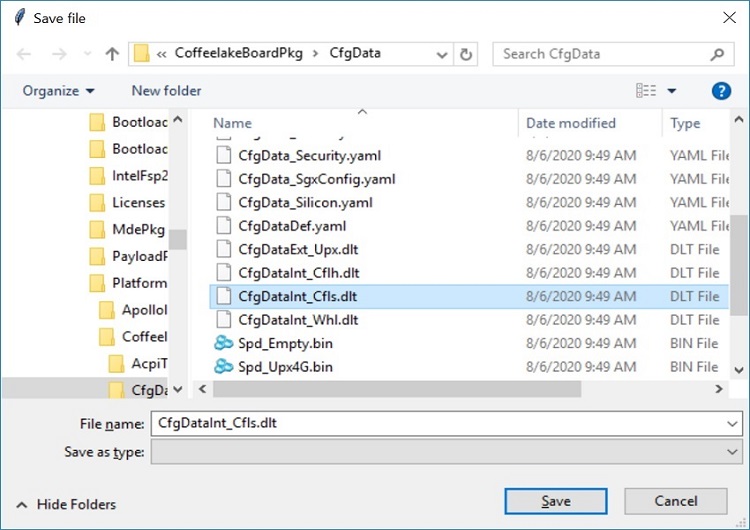 Save file
« CoffeelakeBoardPkg > CfgData
Search CfgData
Organize
New folder
?
Bootloac
Bootloac
IntelFsp2
Licenses
MdePkg
PayloadF
Platform
Apollol
Coffeel
AcpiT
CfgDa
Name Date modified Type
CfgData_Security.yaml 8/6/2020 9:49 AM YAML File
CfgData_SgxConfig.yaml 8/6/2020 9:49 AM YAML File
CfgData_Silicon.yaml 8/6/2020 9:49 AM YAML File
CfgDataDef.yaml 8/6/2020 9:49 AM YAML File
CfgDataExt_Upx.dlt 8/6/2020 9:49 AM DLT File
CfgDataInt_Cflh.dlt 8/6/2020 9:49 AM DLT File
CfgDataInt_Cfls.dlt 8/6/2020 9:49 AM DLT File
CfgDataInt_Whl.dlt 8/6/2020 9:49 AM DLT File
Spd_Empty.bin 8/6/2020 9:49 AM BIN File
Spd_Upx4G.bin 8/6/2020 9:49 AM BIN File
File name: CfgDataInt_Cfls.dlt
Save as type:
Hide Folders
Save
Cancel